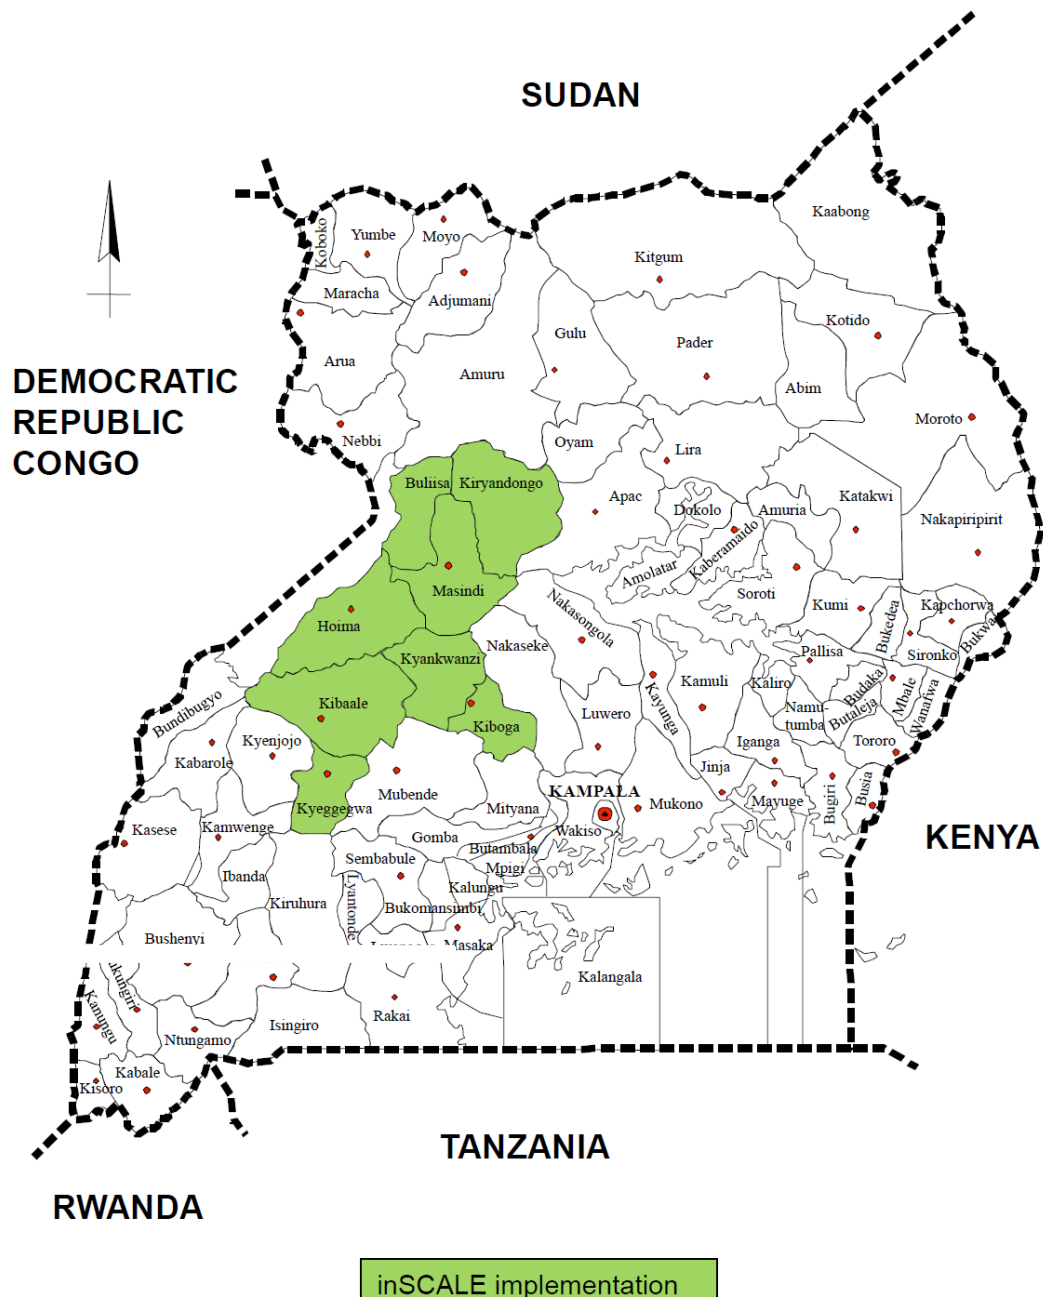 SUDAN
Kaabong
Koboko
Yumbe
Moyo
Kitgum
Maracha
Adjumani
Kotido
Gulu
Pader
Arua
Amuru
Abim
DEMOCRATIC
REPUBLIC
CONGO
Moroto
Nebbi
Oyam
Lira
Buliisa
Kiryandongo
Apac
Dokolo
Amuria
Katakwi
Nakapiripirit
Kaberamaido
Amolatar
Masindi
Soroti
Nakasongola
Kumi
Bukedea
Kapchorwa
Bukwa
Hoima
Nakaseke
Kyankwanzi
Pallisa
Sironko
Kamuli
Kaliro
Budaka
Mbale
Wanafwa
Bundibugyo
Kibaale
Kayunga
Namu-
tumba
Butaleja
Kiboga
Luwero
Kyenjojo
Iganga
Tororo
Kabarole
Jinja
Busia
Kyeggegwa
Mubende
Mityana
KAMPALA
Mukono
Mayuge
Bugiri
Kasese
Kamwenge
Gomba
Wakiso
KENYA
Butambala
Sembabule
Mpigi
Ibanda
Kalungu
Kiruhura
Lyantonde
Bukomansimbi
Bushenyi
Masaka
Kalangala
Kanungu
Rakai
Isingiro
Ntungamo
Kabale
Kisoro
TANZANIA
RWANDA
inSCALE implementation